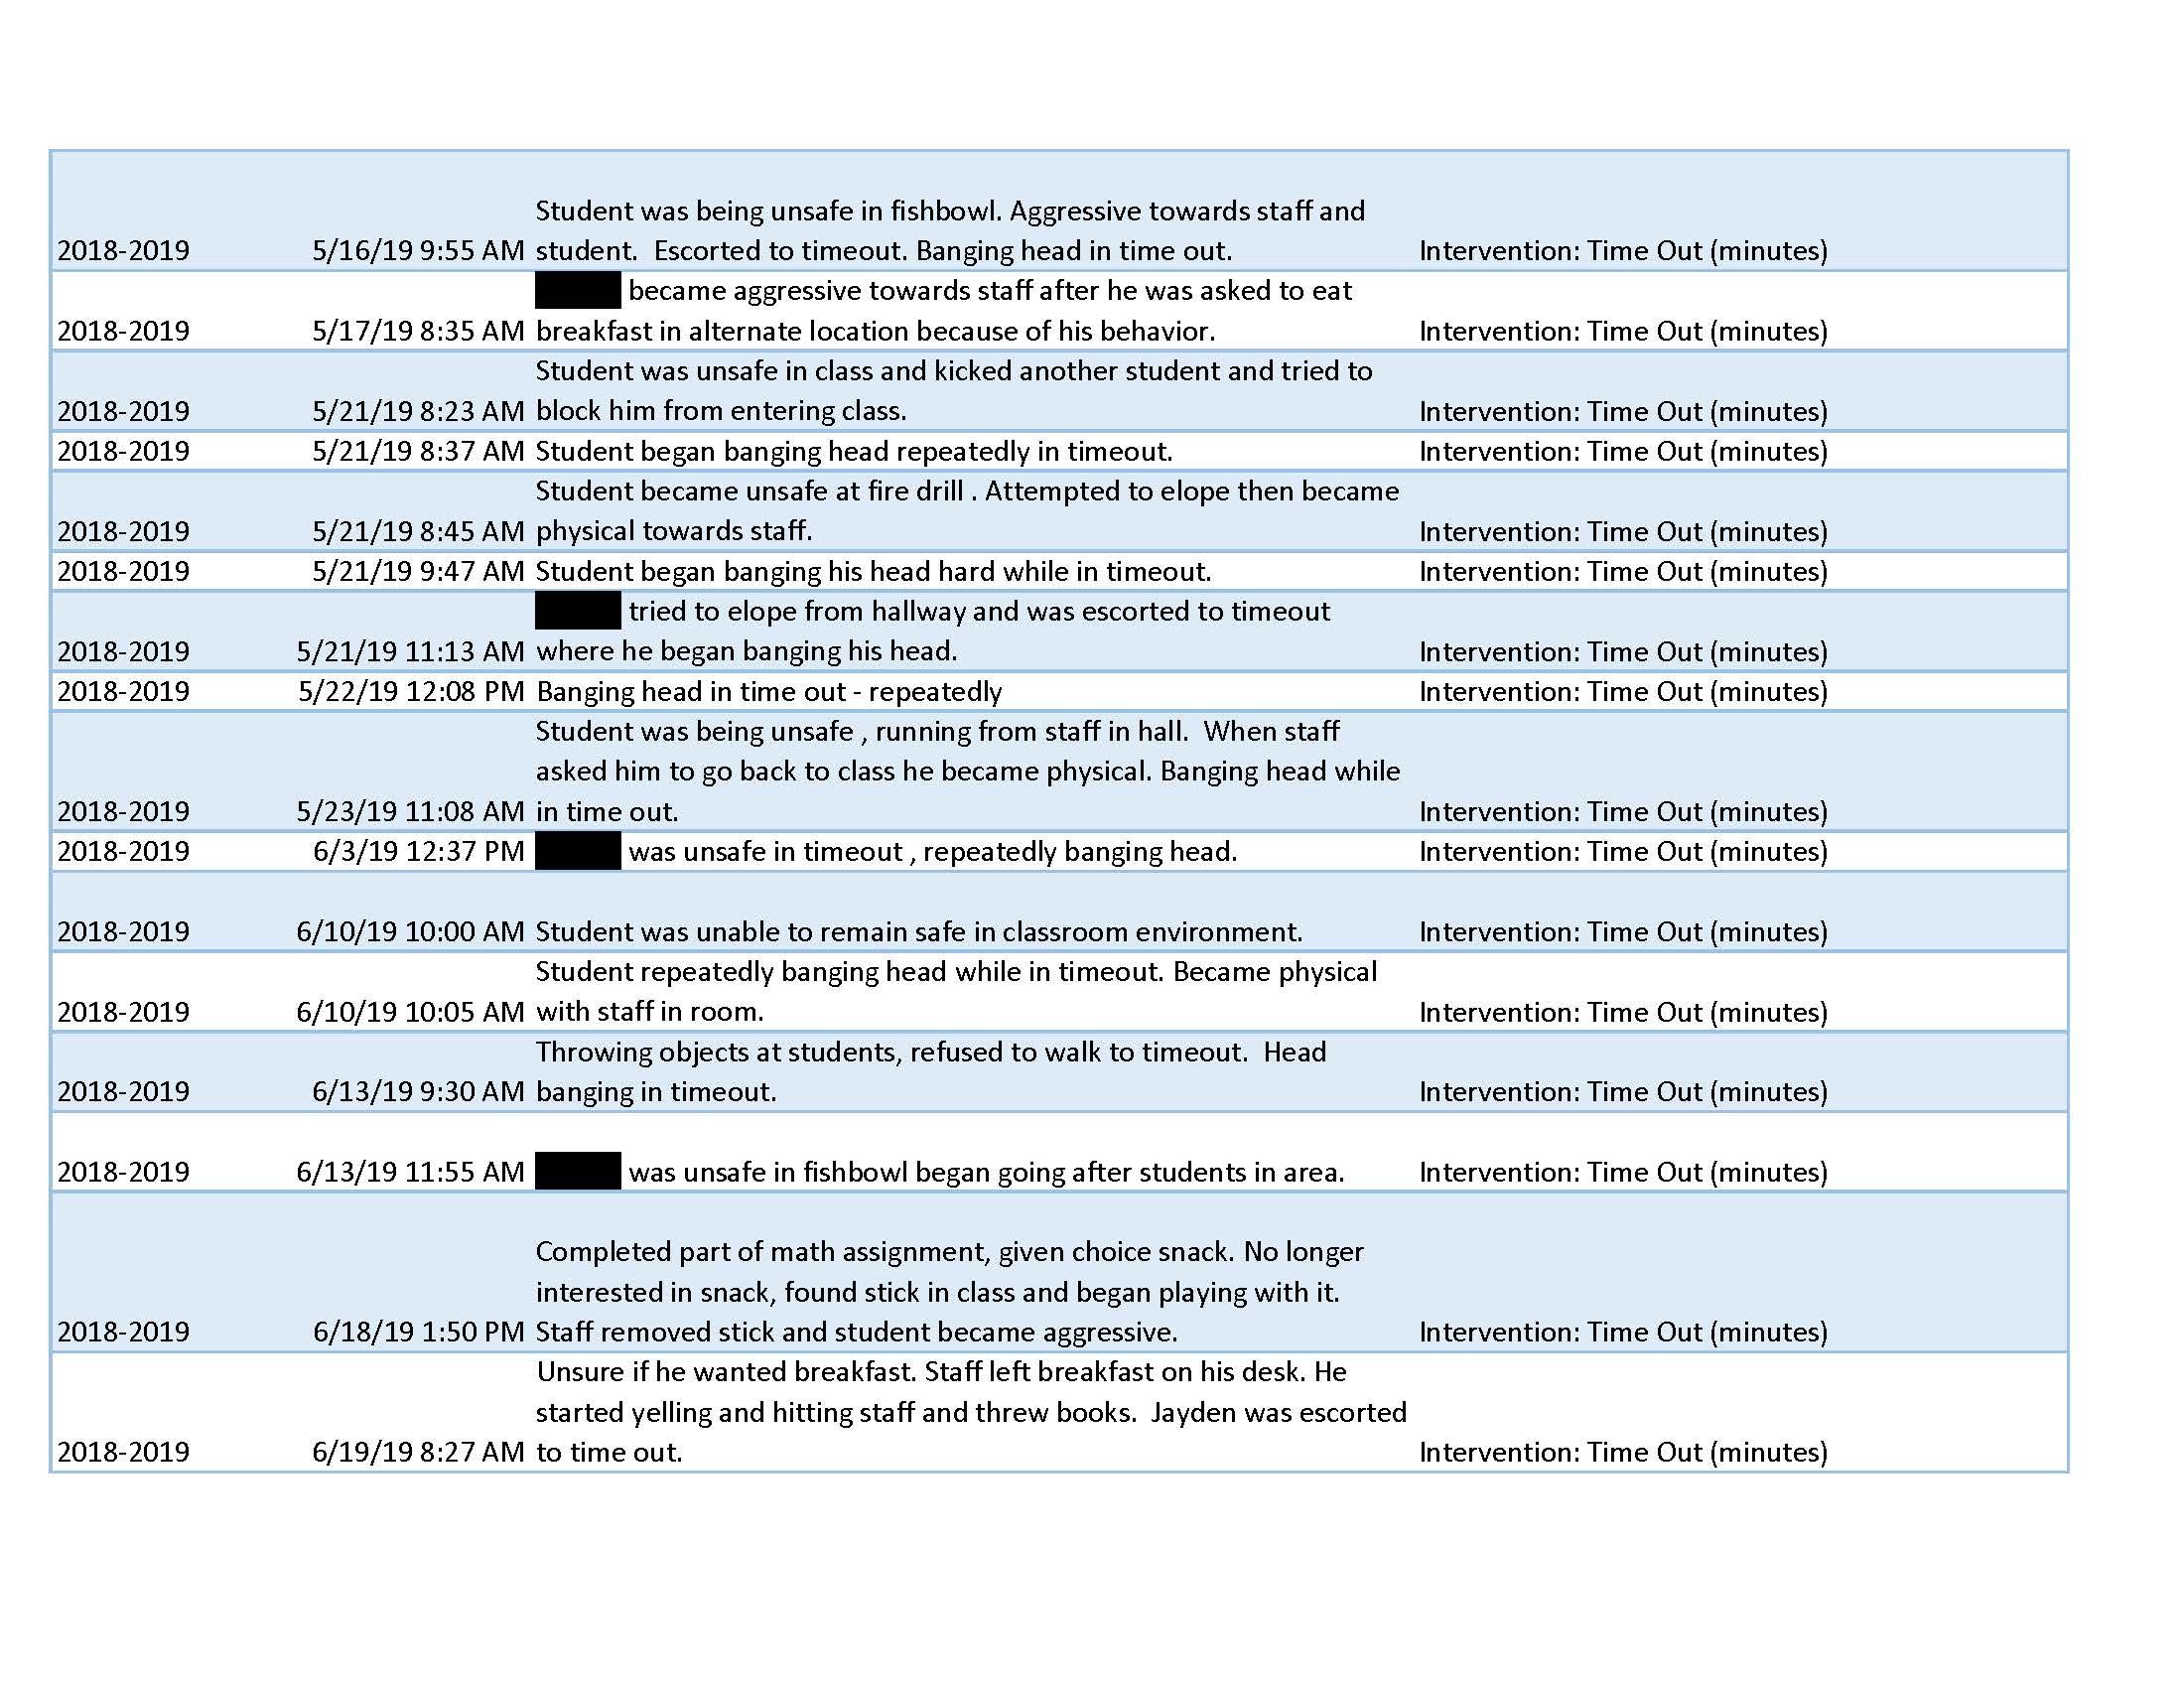 Student was being unsafe in fishbowl. Aggressive towards staff and
2018-2019 5/16/19 9:55 AM student.  Escorted to timeout. Banging head in time out. Intervention: Time Out (minutes)
became aggressive towards staff after he was asked to eat
2018-2019 5/17/19 8:35 AM breakfast in alternate location because of his behavior. Intervention: Time Out (minutes)
Student was unsafe in class and kicked another student and tried to
2018-2019 5/21/19 8:23 AM block him from entering class. Intervention: Time Out (minutes)
2018-2019 5/21/19 8:37 AM Student began banging head repeatedly in timeout. Intervention: Time Out (minutes)
Student became unsafe at fire drill . Attempted to elope then became
2018-2019 5/21/19 8:45 AM physical towards staff. Intervention: Time Out (minutes)
2018-2019 5/21/19 9:47 AM Student began banging his head hard while in timeout. Intervention: Time Out (minutes)
tried to elope from hallway and was escorted to timeout
2018-2019 5/21/19 11:13 AM where he began banging his head. Intervention: Time Out (minutes)
2018-2019 5/22/19 12:08 PM Banging head in time out - repeatedly Intervention: Time Out (minutes)
Student was being unsafe , running from staff in hall.  When staff
asked him to go back to class he became physical. Banging head while
2018-2019 5/23/19 11:08 AM in time out. Intervention: Time Out (minutes)
2018-2019 6/3/19 12:37 PM was unsafe in timeout , repeatedly banging head. Intervention: Time Out (minutes)
2018-2019 6/10/19 10:00 AM Student was unable to remain safe in classroom environment. Intervention: Time Out (minutes)
Student repeatedly banging head while in timeout. Became physical
2018-2019 6/10/19 10:05 AM with staff in room. Intervention: Time Out (minutes)
Throwing objects at students, refused to walk to timeout.  Head
2018-2019 6/13/19 9:30 AM banging in timeout. Intervention: Time Out (minutes)
2018-2019 6/13/19 11:55 AM was unsafe in fishbowl began going after students in area. Intervention: Time Out (minutes)
Completed part of math assignment, given choice snack. No longer
interested in snack, found stick in class and began playing with it.
2018-2019 6/18/19 1:50 PM Staff removed stick and student became aggressive. Intervention: Time Out (minutes)
Unsure if he wanted breakfast. Staff left breakfast on his desk. He
started yelling and hitting staff and threw books.  Jayden was escorted
2018-2019 6/19/19 8:27 AM to time out. Intervention: Time Out (minutes)